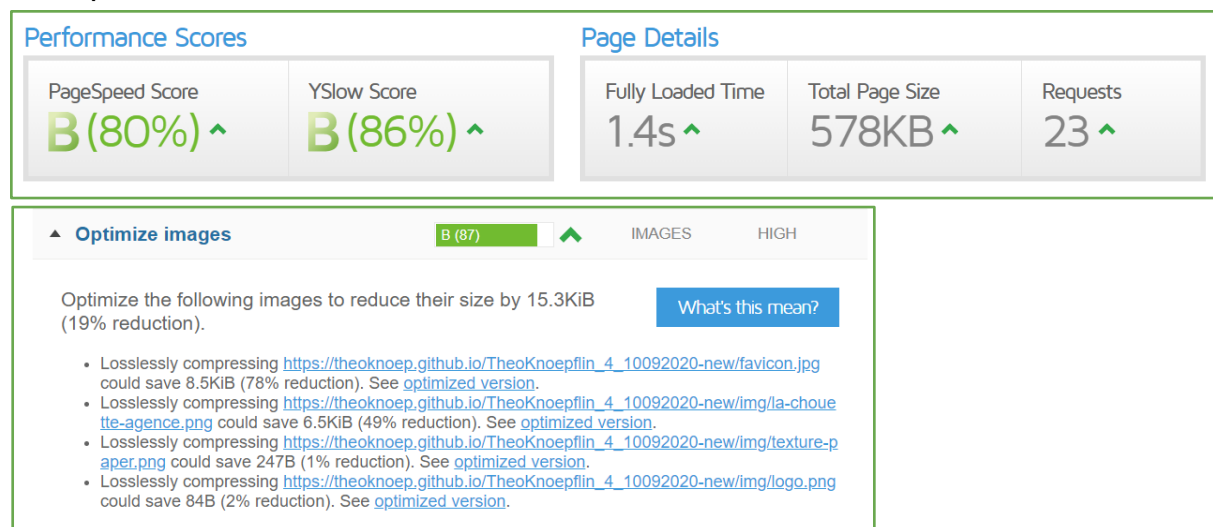 Performance Scores
Page Details
PageSpeed Score
YSlow Score
Fully Loaded Time
Total Page Size
Requests
B (80%)
B (86%)
1.4s
578KB
23
Optimize images
B (87)
IMAGES
HIGH
Optimize the following images to reduce their size by 15.3KiB
(19% reduction).
What's this mean?
Losslessly compressing https://theoknoep.github.io/TheoKnoepflin_4_10092020-new/favicon.jpg
could save 8.5KiB (78% reduction). See optimized version.
Losslessly compressing https://theoknoep.github.io/TheoKnoepflin_4_10092020-new/img/la-choue
tte-agence.png could save 6.5KiB (49% reduction). See optimized version.
Losslessly compressing https://theoknoep.github.io/TheoKnoepflin_4_10092020-new/img/texture-p
aper.png could save 247B (1% reduction). See optimized version.
Losslessly compressing https://theoknoep.github.io/TheoKnoepflin_4_10092020-new/img/logo.png
could save 84B (2% reduction). See optimized version.